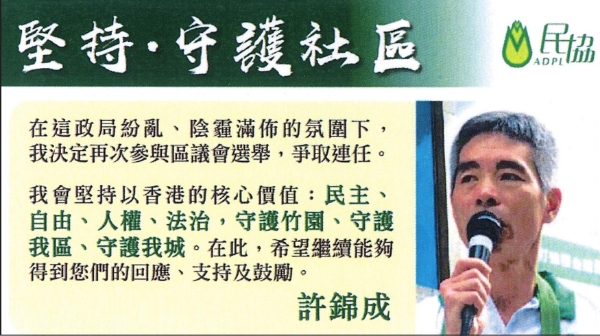 堅持·守護社區
民協
ADPL
在這政局紛亂、陰霾滿佈的氛圍下，
我決定再次參與區議會選舉，爭取連任。
我會堅持以香港的核心價值：民主、
自由、人權、法治，守護竹園、守護
我區、守護我城。在此，希望繼續能夠
得到您們的回應、支持及鼓勵。
許錦成